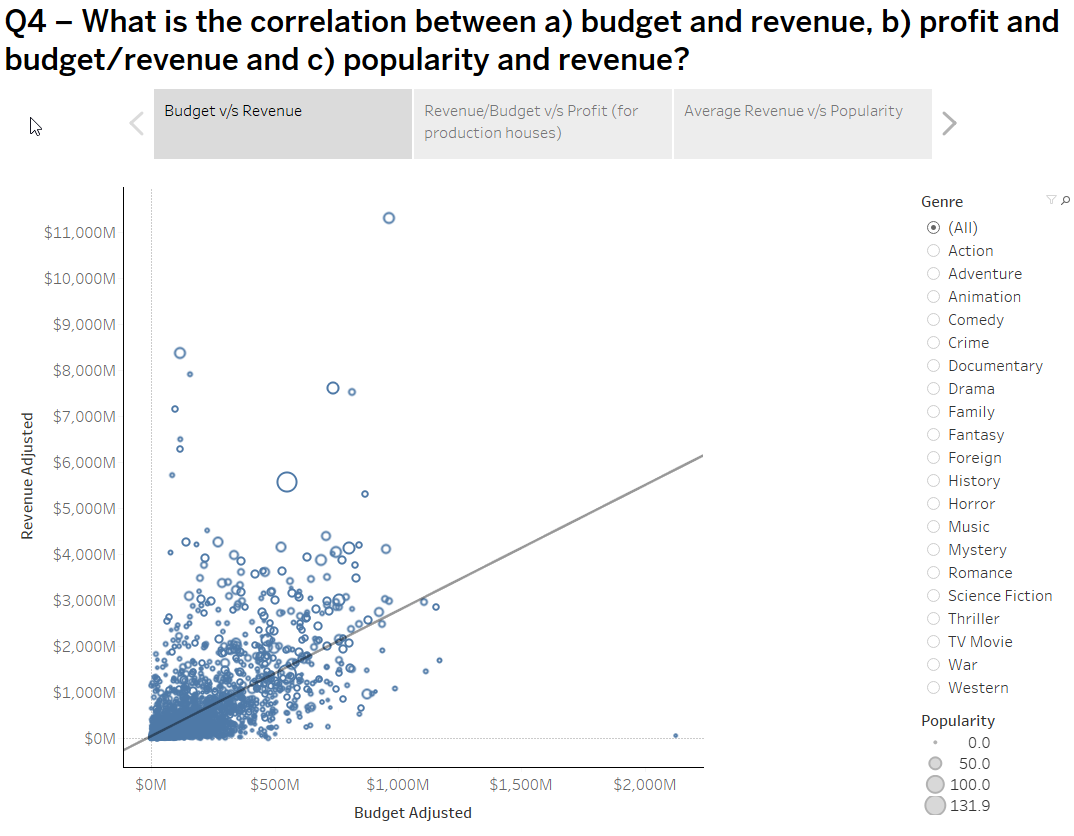 Q4 – What is the correlation between a) budget and revenue, b) profit and
budget/revenue and c) popularity and revenue?
Budget v/s Revenue
Revenue/Budget v/s Profit (for
production houses)
Average Revenue v/s Popularity
$11,000M
$10,000M
$9,000M
$8,000M
$7,000M
$6,000M
$5,000M
$4,000M
$3,000M
$2,000M
$1,000M
$0M
Revenue Adjusted
$0M
$500M
$1,000M
$1,500M
$2,000M
Budget Adjusted
Genre
(All)
Action
Adventure
Animation
Comedy
Crime
Documentary
Drama
Family
Fantasy
Foreign
History
Horror
Music
Mystery
Romance
Science Fiction
Thriller
TV Movie
War
Western
Popularity
0.0
50.0
100.0
131.9